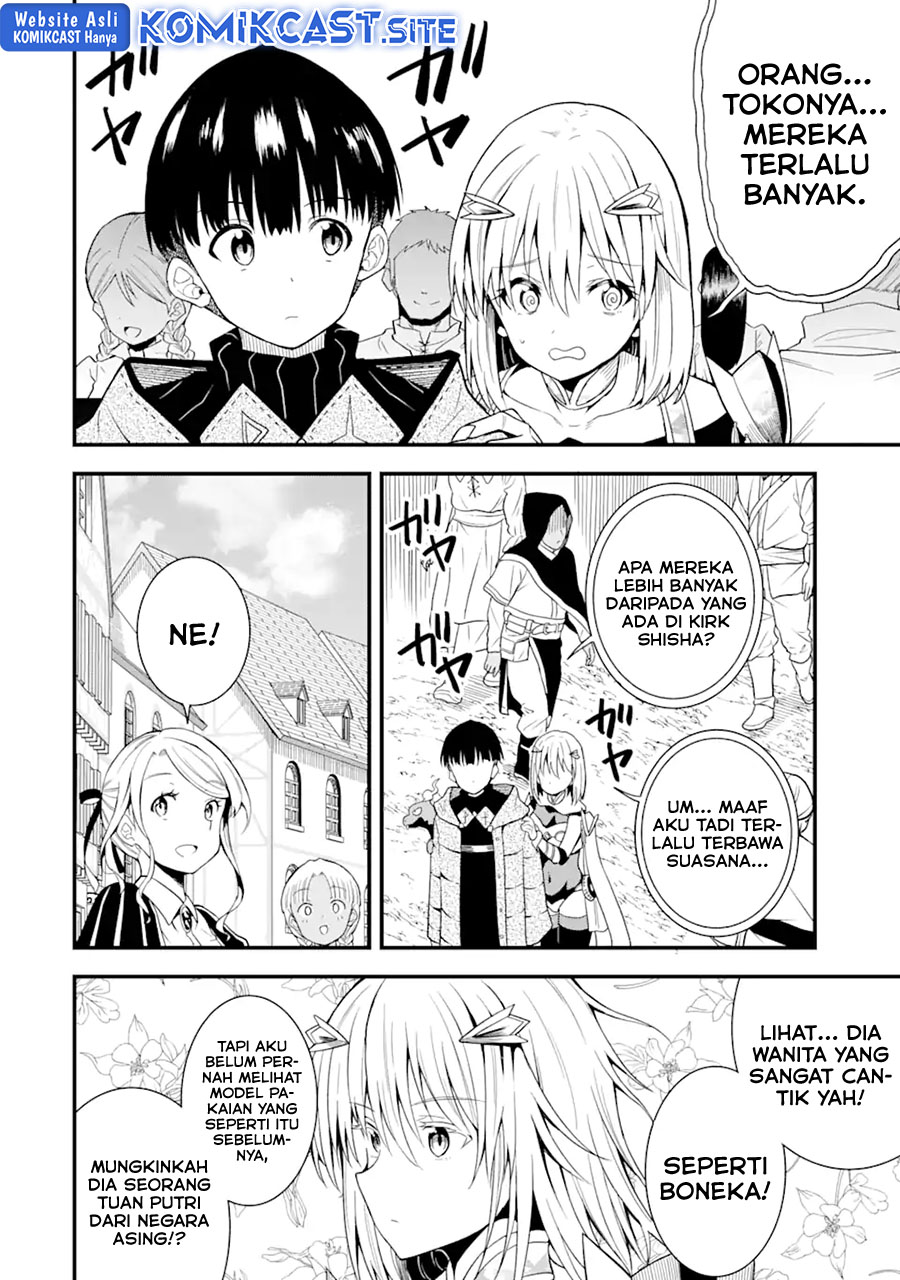 Website Asli
KOMIKCAST Hanya
KOMIKCAST.SITE
ORANG...
TOKONYA...
MEREKA
TERLALU
BANYAK.
ガヤ
ガヤ
APA MEREKA
LEBIH BANYAK
DARIPADA YANG
ADA DI KIRK
SHISHA?
ガヤ
ガヤ
UM... MAAF
AKU TADI TER-
LALU TERBAWA
SUASANA...
NE!
LIHAT... DIA
WANITA YANG
SANGAT CAN-
TIK YAH!
SEPERTI
BONEKA!
TAPI AKU
BELUM PER-
NAH MELIHAT
MODEL PA-
KAIAN YANG
SEPERTI ITU
SEBELUM-
NYA,
MUNGKINKAH
DIA SEORANG
TUAN PUTRI
DARI NEGARA
ASING!?